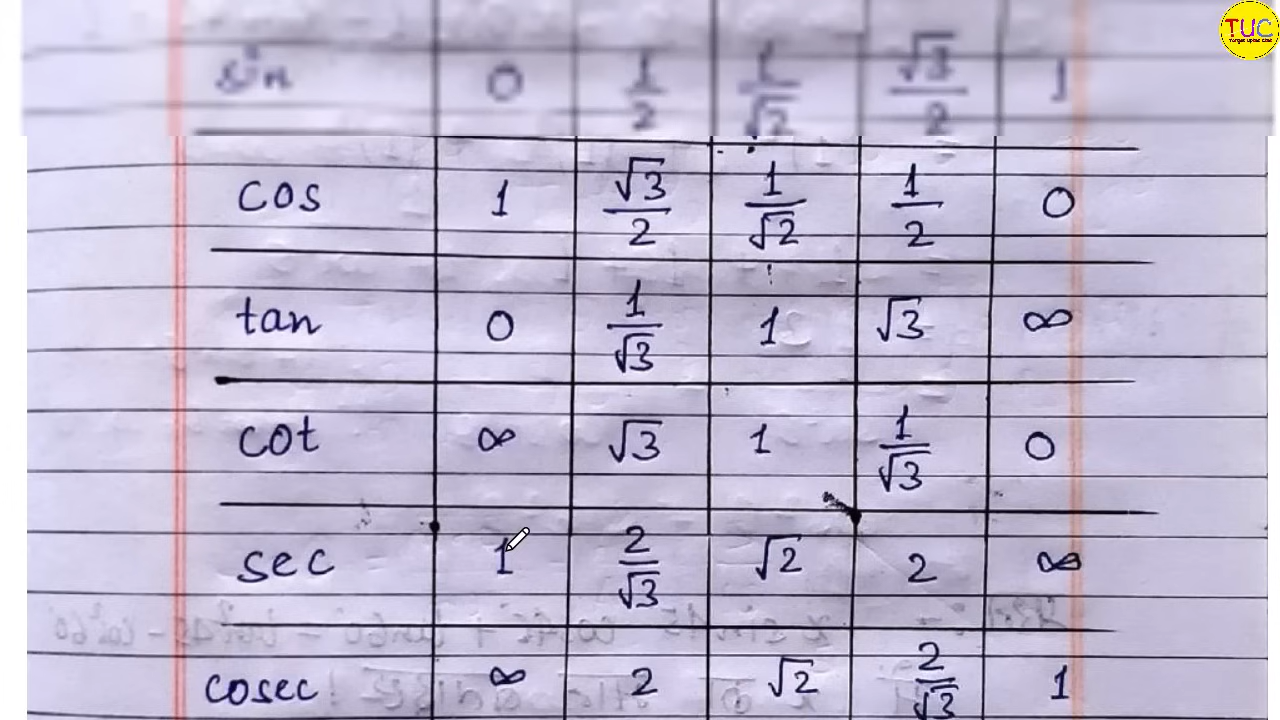 TUC
sin 0 1/2 1/√2 √3/2 1
cos 1 √3/2 1/√2 1/2 0
tan 0 1/√3 1 √3 ∞
cot ∞ √3 1 1/√3 0
sec 1 2/√3 √2 2 ∞
cosec ∞ 2 √2 2/√3 1